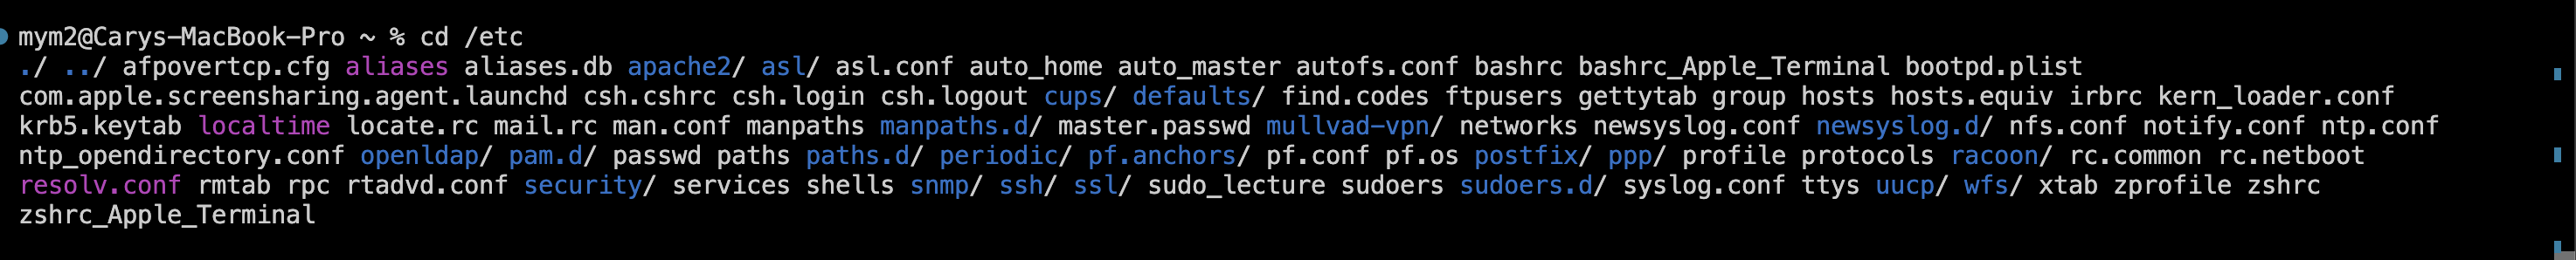 mym2@Carys-MacBook-Pro ~ % cd /etc
./ ../ afpovertcp.cfg aliases aliases.db apache2/ asl/ asl.conf auto_home auto_master autofs.conf bashrc bashrc_Apple_Terminal bootpd.plist
com.apple.screensharing.agent.launchd csh.cshrc csh.login csh.logout cups/ defaults/ find.codes ftpusers gettytab group hosts hosts.equiv irbrc kern_loader.conf
krb5.keytab localtime locate.rc mail.rc man.conf manpaths manpaths.d/ master.passwd mullvad-vpn/ networks newsyslog.conf newsyslog.d/ nfs.conf notify.conf ntp.conf
ntp_opendirectory.conf openldap/ pam.d/ passwd paths paths.d/ periodic/ pf.anchors/ pf.conf pf.os postfix/ ppp/ profile protocols racoon/ rc.common rc.netboot
resolv.conf rmtab rpc rtadvd.conf security/ services shells snmp/ ssh/ ssl/ sudo_lecture sudoers sudoers.d/ syslog.conf ttys uucp/ wfs/ xtab zprofile zshrc
zshrc_Apple_Terminal